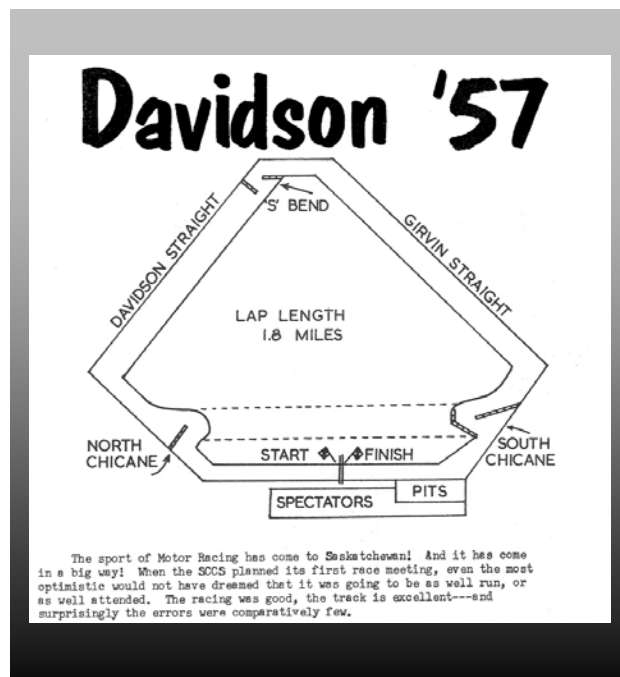 Davidson '57
'S' BEND
DAVIDSON STRAIGHT
GIRVIN STRAIGHT
LAP LENGTH
1.8 MILES
NORTH
CHICANE
START
FINISH
SOUTH
CHICANE
SPECTATORS
PITS
The sport of Motor Racing has come to Saskatchewan! And it has come
in a big way! When the SCCS planned its first race meeting, even the most
optimistic would not have dreamed that it was going to be as well run, or
as well attended. The racing was good, the track is excellent---and
surprisingly the errors were comparatively few.